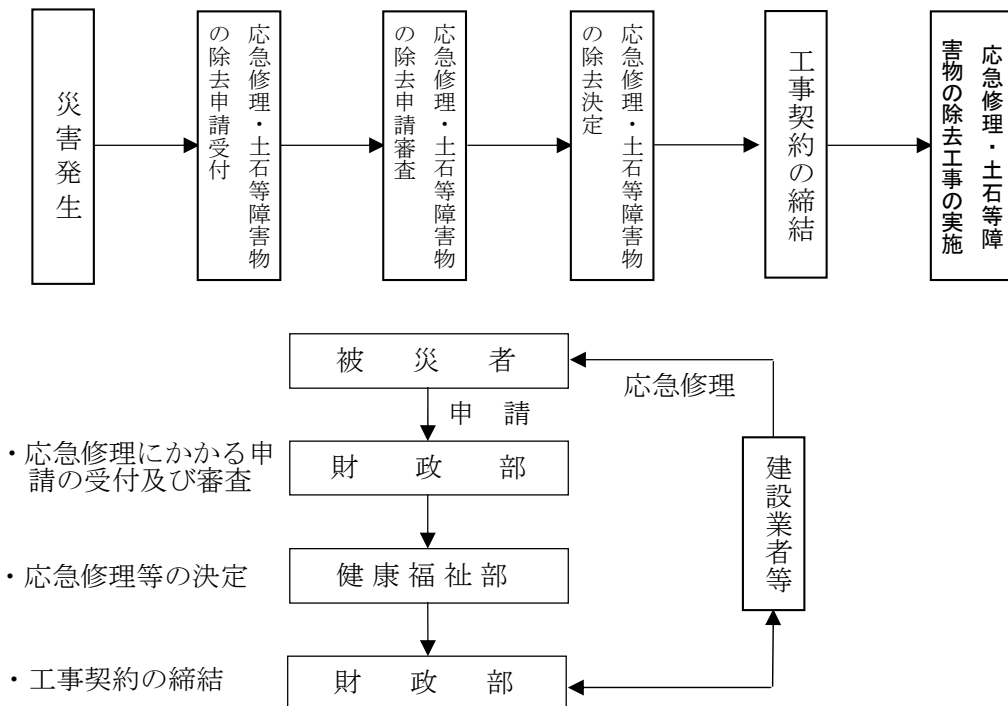 災害発生
応急修理・土石等障害物
の除去申請受付
応急修理・土石等障害物
の除去申請審査
応急修理・土石等障害物
の除去決定
工事契約の締結
応急修理・土石等障
害物の除去工事の実施
被災者
応急修理
申請
・応急修理にかかる申
請の受付及び審査
財政部
建設業者等
・応急修理等の決定
健康福祉部
・工事契約の締結
財政部